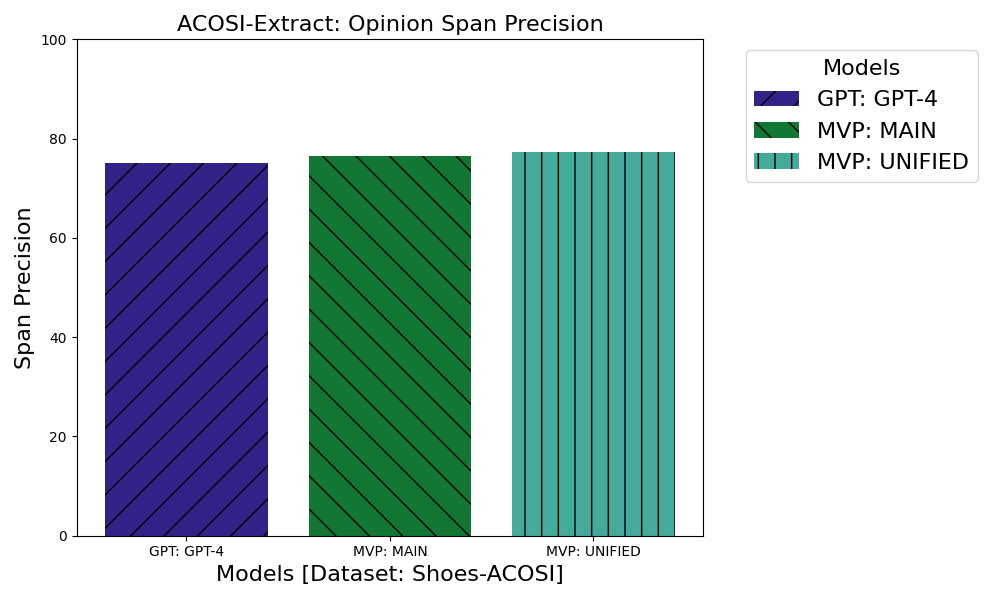 ACOSI-Extract: Opinion Span Precision
100
80
60
40
20
0
Span Precision
GPT: GPT-4
MVP: MAIN
MVP: UNIFIED
Models [Dataset: Shoes-ACOSI]
Models
GPT: GPT-4
MVP: MAIN
MVP: UNIFIED